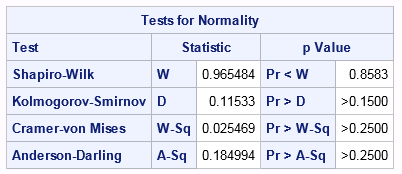 Tests for Normality
Test Statistic p Value
Shapiro-Wilk W 0.965484 Pr < W 0.8583
Kolmogorov-Smirnov D 0.11533 Pr > D >0.1500
Cramer-von Mises W-Sq 0.025469 Pr > W-Sq >0.2500
Anderson-Darling A-Sq 0.184994 Pr > A-Sq >0.2500